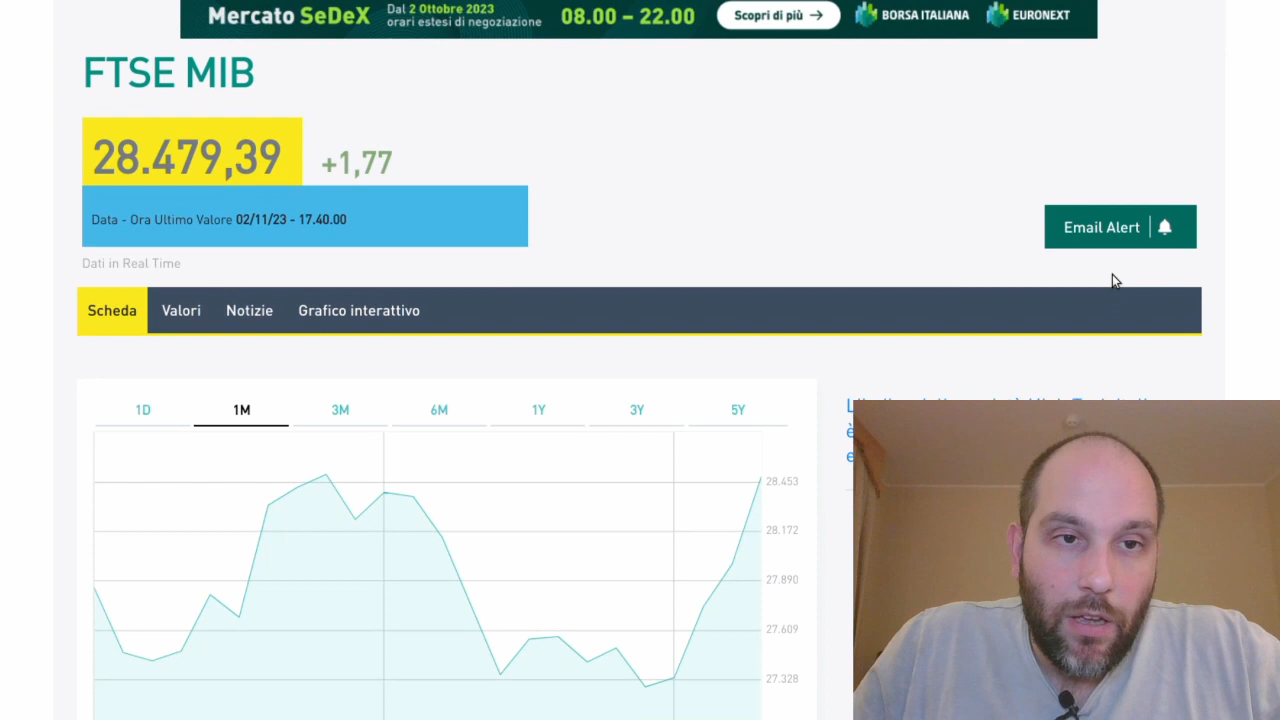 Mercato SeDeX Dal 2 Ottobre 2023 orari estesi di negoziazione 08.00 – 22.00 Scopri di più → BORSA ITALIANA EURONEXT
FTSE MIB
28.479,39 +1,77
Data - Ora Ultimo Valore 02/11/23 - 17.40.00
Email Alert
Dati in Real Time
Scheda Valori Notizie Grafico interattivo
1D 1M 3M 6M 1Y 3Y 5Y
28.453
28.172
27.890
27.609
27.328